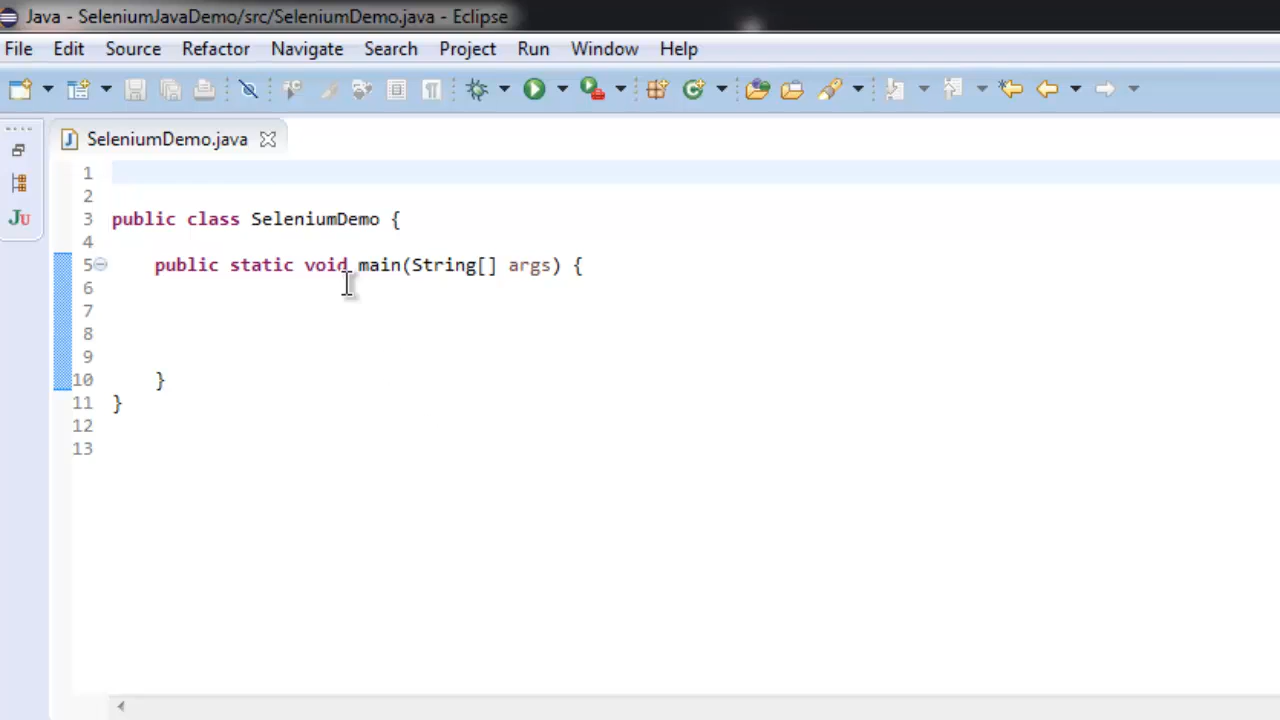 Java - SeleniumJavaDemo/src/SeleniumDemo.java - Eclipse
File Edit Source Refactor Navigate Search Project Run Window Help
SeleniumDemo.java
1
2
3 public class SeleniumDemo {
4
5 public static void main(String[] args) {
6
7
8
9
10 }
11 }
12
13
JU